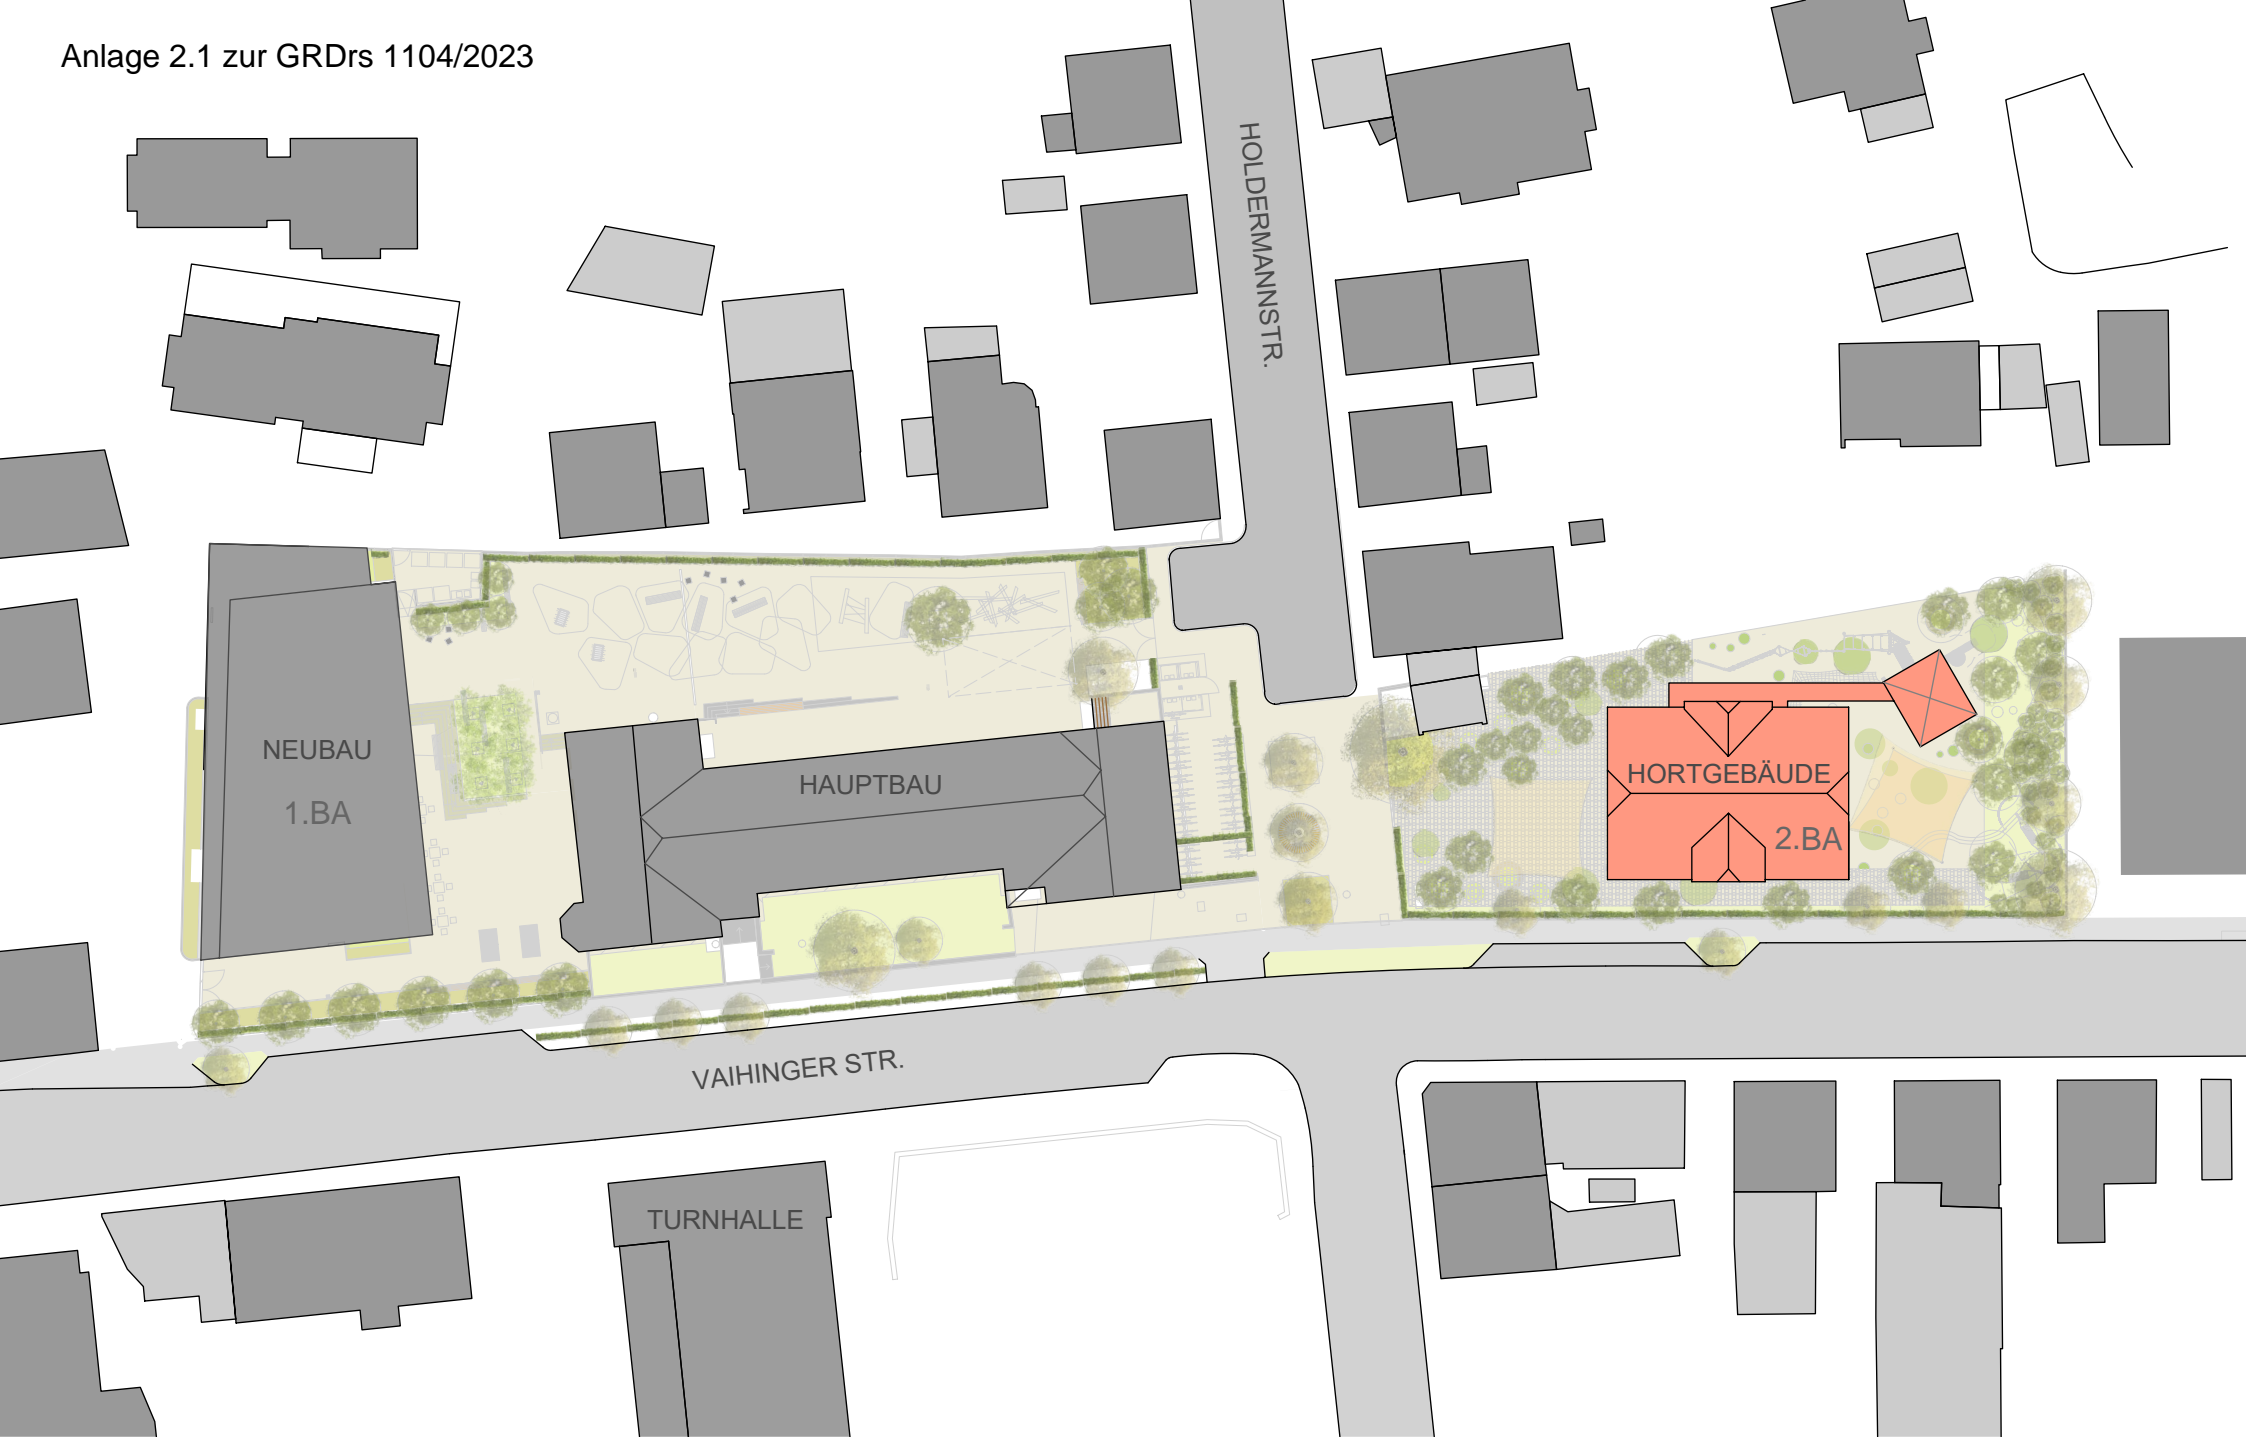 Anlage 2.1 zur GRDrs 1104/2023
HOLDERMANNSTR.
NEUBAU
1.BA
HAUPTBAU
HORTGEBÄUDE
2.BA
VAIHINGER STR.
TURNHALLE